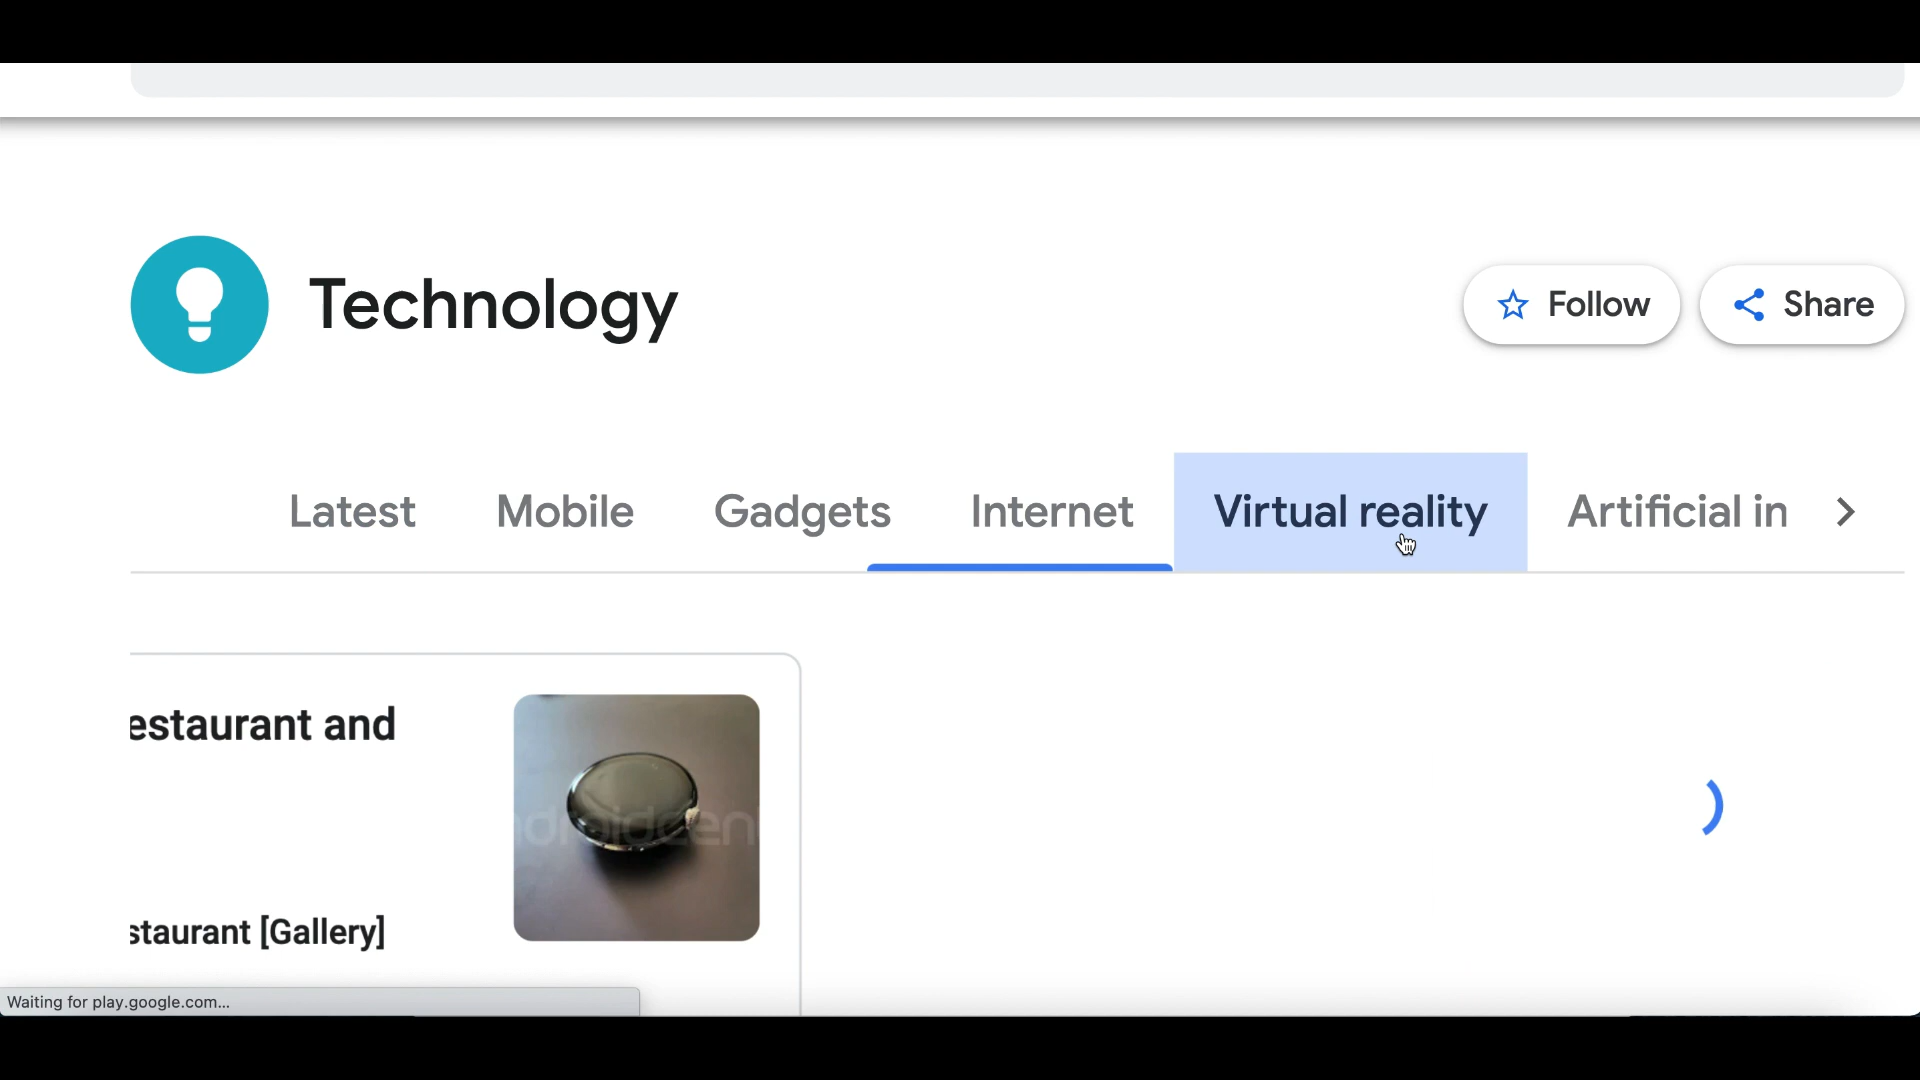 Technology
Follow
Share
Latest Mobile Gadgets Internet Virtual reality Artificial in
estaurant and
staurant [Gallery]
Waiting for play.google.com...